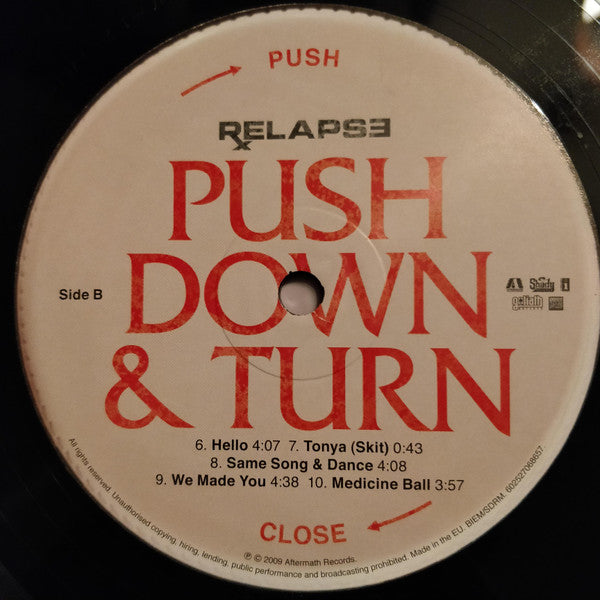 PUSH
RELAPSE
PUSH
DOWN
& TURN
Side B
Shady
goliath
6. Hello 4:07 7. Tonya (Skit) 0:43
8. Same Song & Dance 4:08
9. We Made You 4:38 10. Medicine Ball 3:57
CLOSE
℗ © 2009 Aftermath Records.
All rights reserved. Unauthorised copying, hiring, lending, public performance and broadcasting prohibited. Made in the EU. BIEM/SDRM. 602527068657.